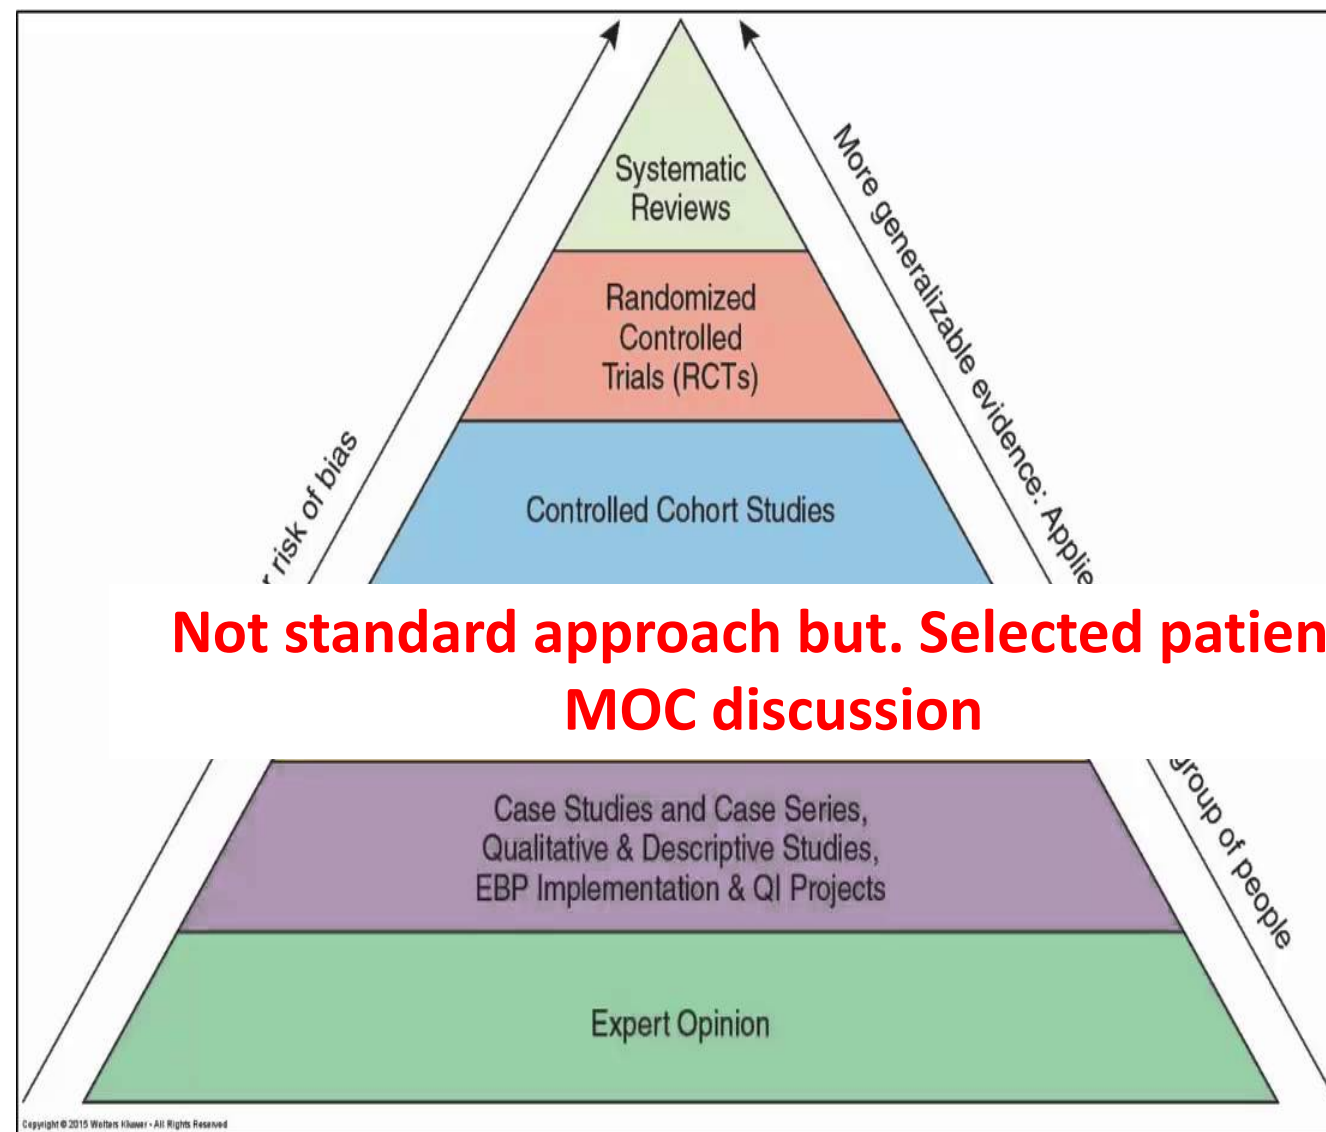 Systematic
Reviews
Randomized
Controlled
Trials (RCTs)
More generalizable evidence: Applie
risk of bias
Controlled Cohort Studies
Not standard approach but. Selected patien
MOC discussion
Case Studies and Case Series,
Qualitative & Descriptive Studies,
EBP Implementation & QI Projects
group of people
Expert Opinion
Copyright © 2015 Wolters Kluwer - All Rights Reserved